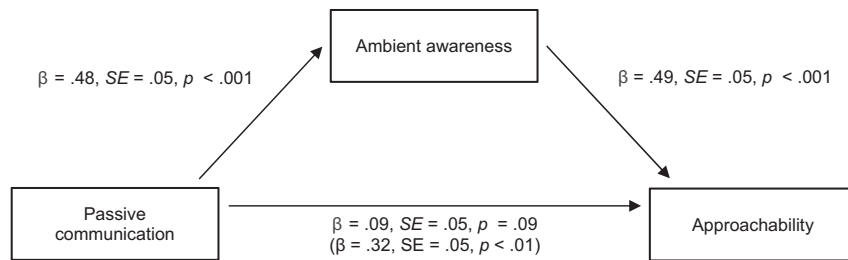 Ambient awareness
β = .48, SE = .05, p < .001
β = .49, SE = .05, p < .001
Passive
communication
β = .09, SE = .05, p = .09
(β = .32, SE = .05, p < .01)
Approachability